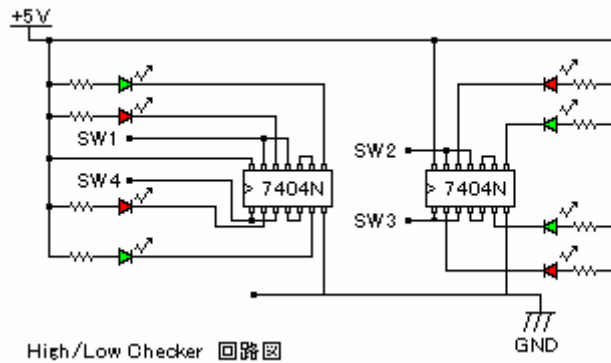 +5V
SW1
SW4
7404N
SW2
SW3
7404N
GND
High/Low Checker 回路図